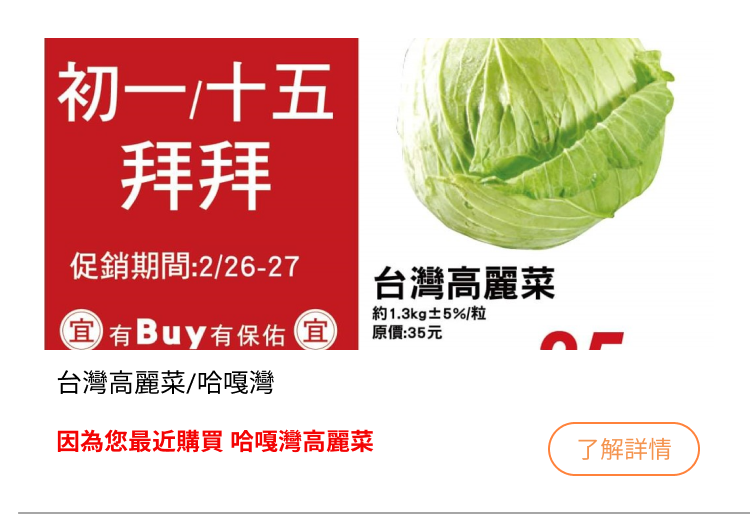 初一/十五
拜拜
促銷期間:2/26-27
宜 有Buy有保佑 宜
台灣高麗菜
約1.3kg±5%/粒
原價:35元
台灣高麗菜/哈嘎灣
因為您最近購買 哈嘎灣高麗菜
了解詳情